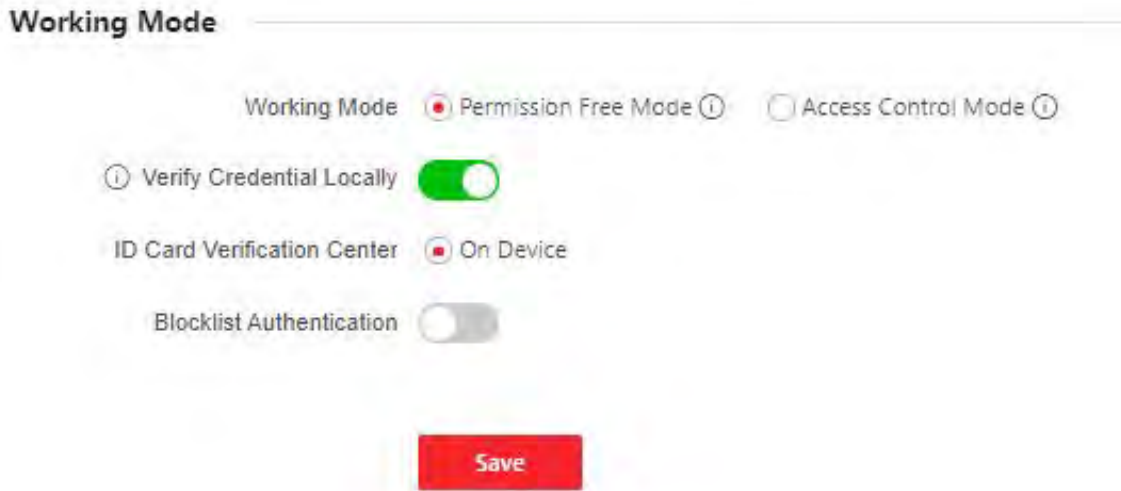 Working Mode
Working Mode Permission Free Mode Access Control Mode
Verify Credential Locally
ID Card Verification Center On Device
Blocklist Authentication
Save